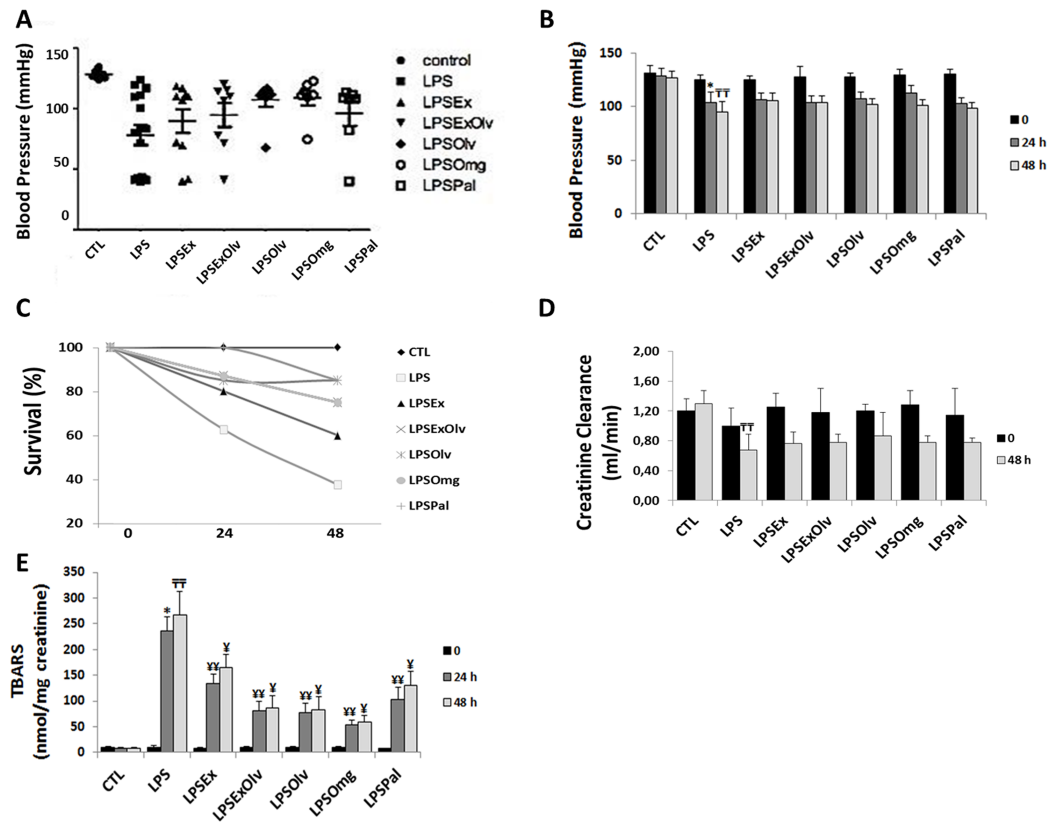 A
Blood Pressure (mmHg)
150
100
50
0
control
LPS
LPSEx
LPSExOlv
LPSOlv
LPSOmg
LPSPal
CTL
LPS
LPSEx
LPSExOlv
LPSOlv
LPSOmg
LPSPal
B
Blood Pressure (mmHg)
150
100
50
0
*
₸₸
0
24 h
48 h
CTL
LPS
LPSEx
LPSExOlv
LPSOlv
LPSOmg
LPSPal
C
Survival (%)
100
80
60
40
20
0
24
48
CTL
LPS
LPSEx
LPSExOlv
LPSOlv
LPSOmg
LPSPal
D
Creatinine Clearance
(ml/min)
2,00
1,60
1,20
0,80
0,40
0,00
₸₸
0
48 h
CTL
LPS
LPSEx
LPSExOlv
LPSOlv
LPSOmg
LPSPal
E
TBARS
(nmol/mg creatinine)
350
300
250
200
150
100
50
0
*
₸₸
¥¥
¥
¥¥
¥
¥¥
¥
¥¥
¥
¥¥
¥
0
24 h
48 h
CTL
LPS
LPSEx
LPSExOlv
LPSOlv
LPSOmg
LPSPal